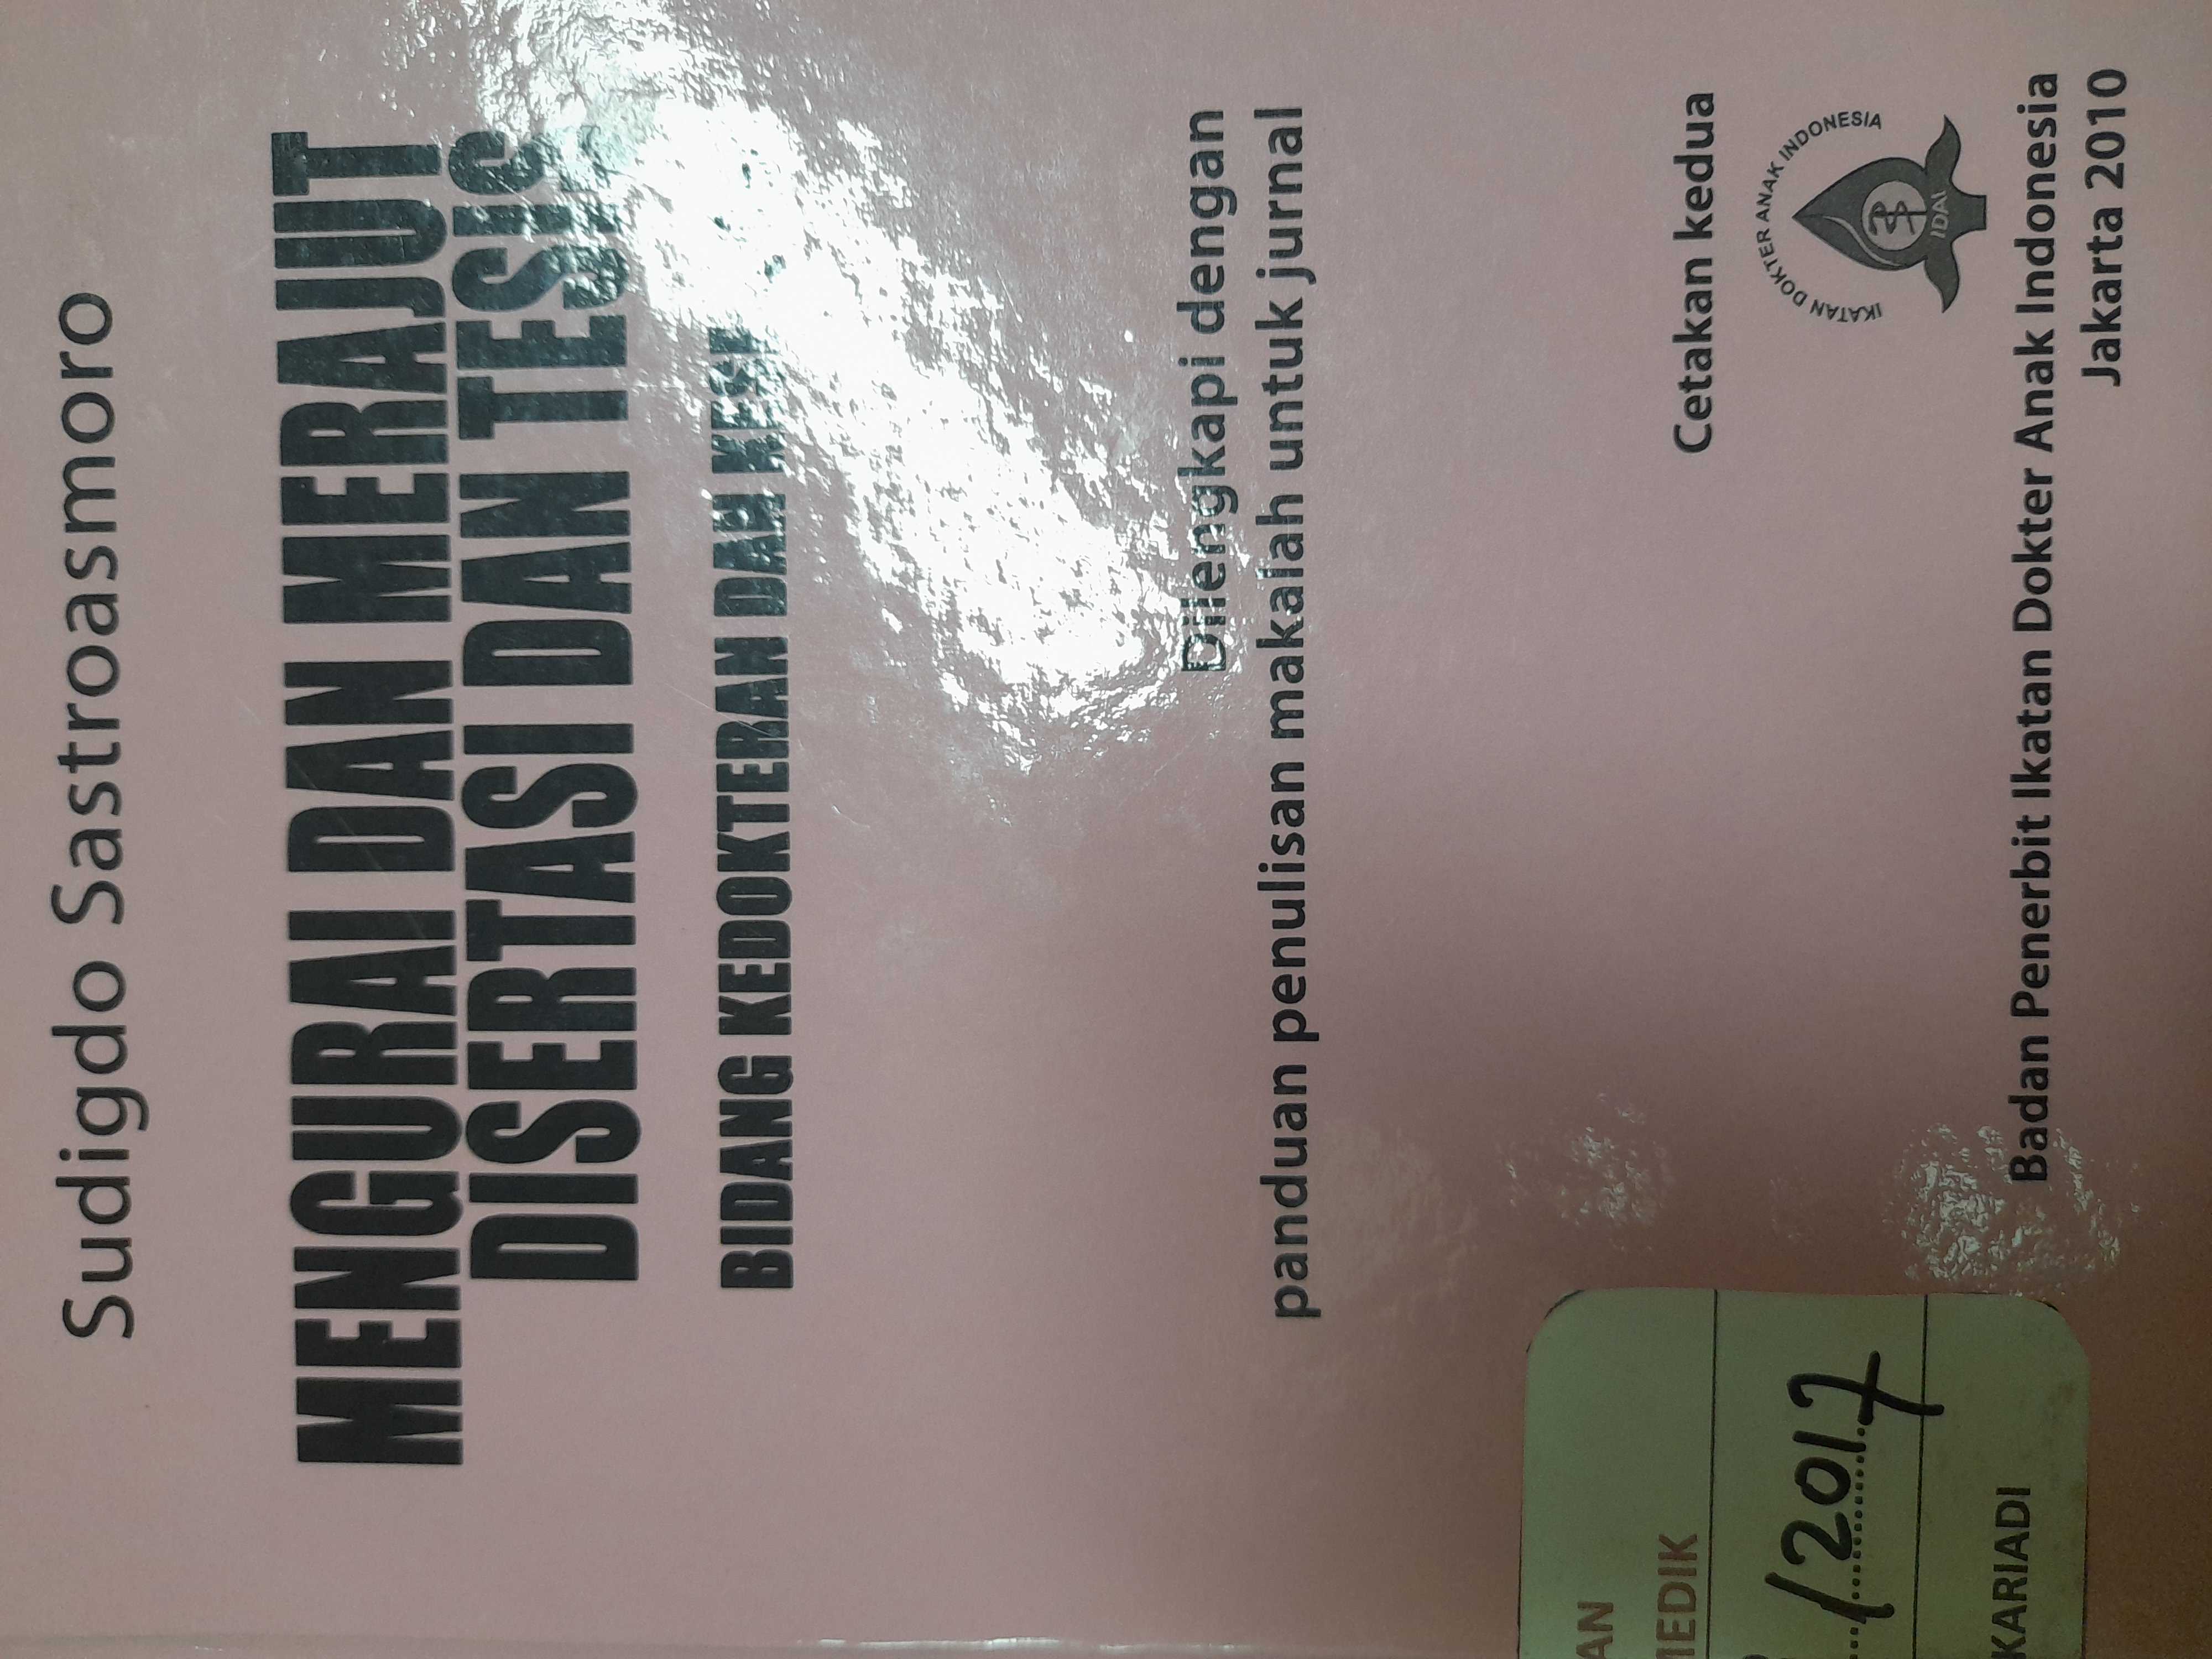 Sudigdo Sastroasmoro
MENGURAI DAN MERAJUT
DISERTASI DAN TESIS
BIDANG KEDOKTERAN DAN
Dilengkapi dengan
panduan penulisan makalah untuk jurnal
Cetakan kedua
IKATAN DOKTER ANAK INDONESIA
IDAI
Badan Penerbit Ikatan Dokter Anak Indonesia
Jakarta 2010
AN
MEDIK
/2017
KARIADI